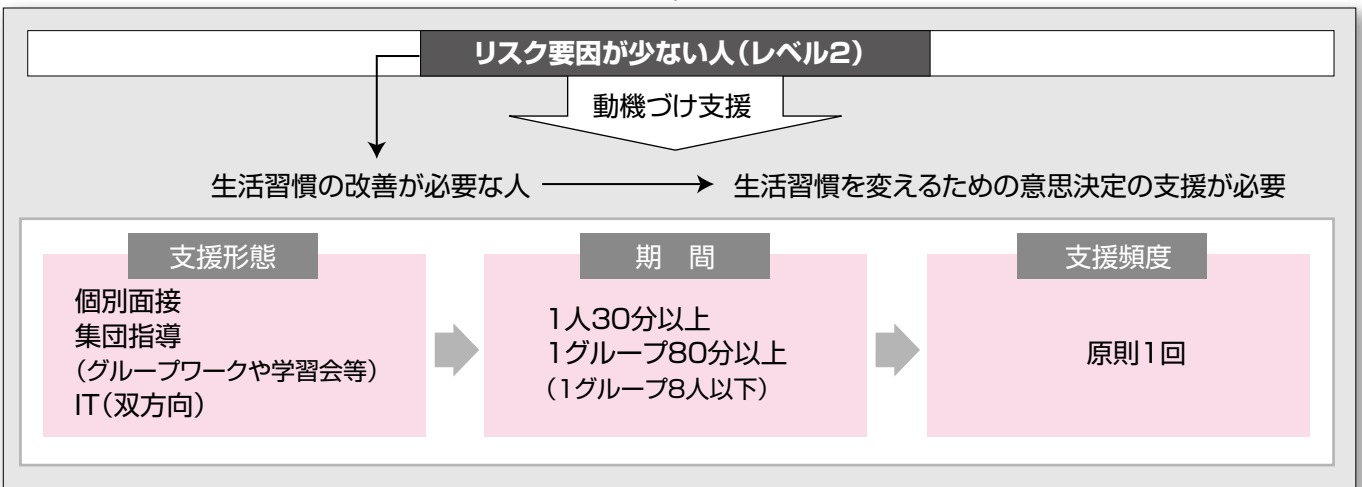 リスク要因が少ない人（レベル2）
動機づけ支援
生活習慣の改善が必要な人
生活習慣を変えるための意思決定の支援が必要
支援形態
個別面接
集団指導
（グループワークや学習会等）
IT（双方向）
期　間
1人30分以上
1グループ80分以上
（1グループ8人以下）
支援頻度
原則1回